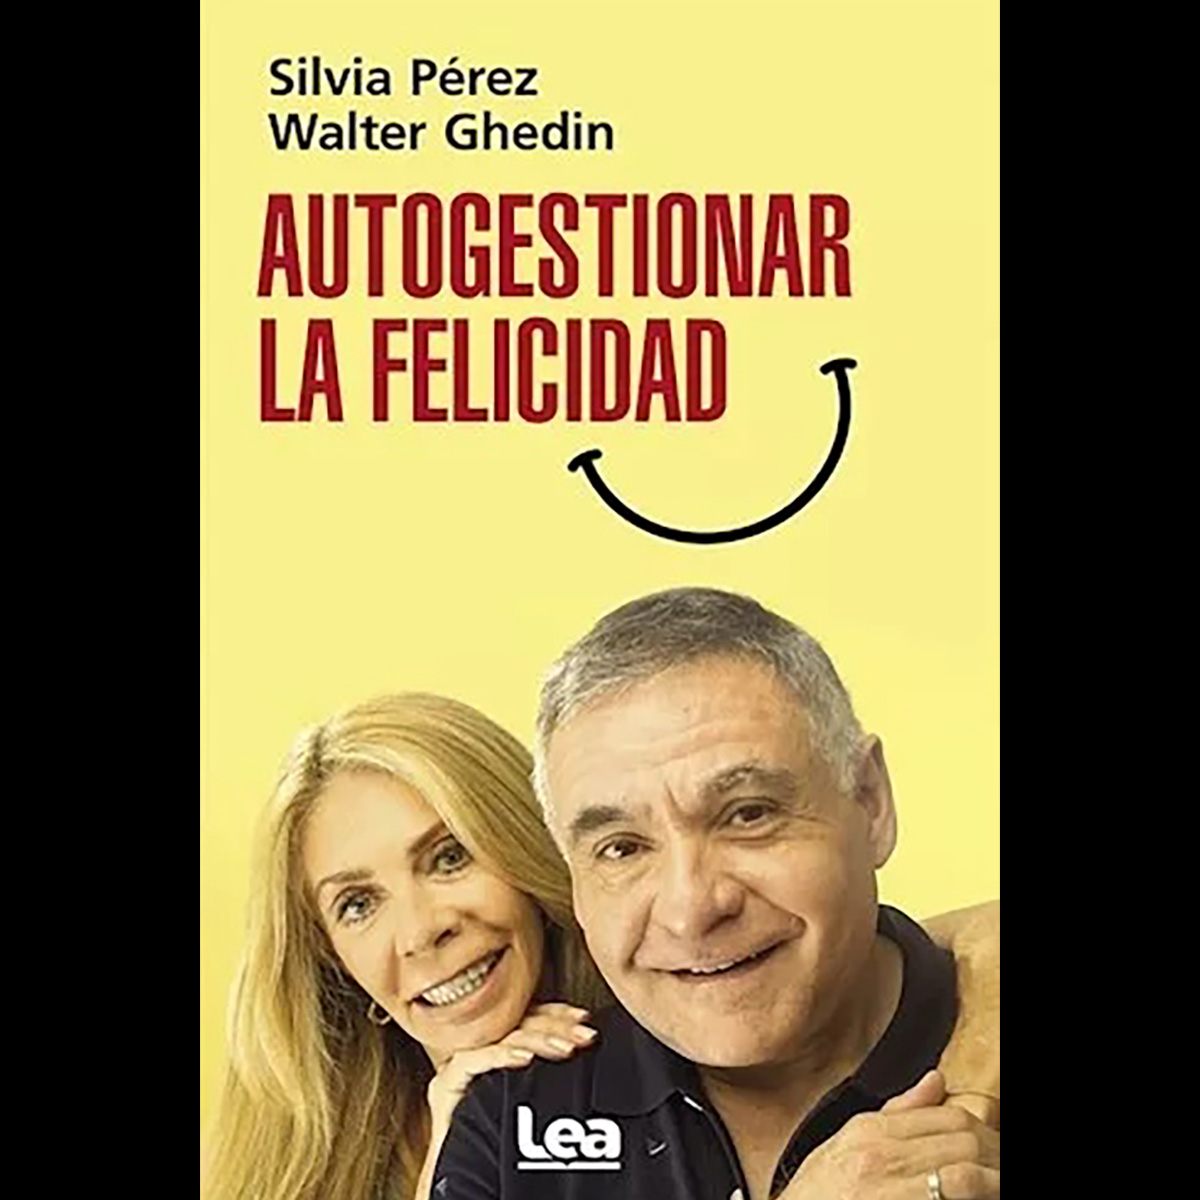 Silvia Pérez
Walter Ghedin
AUTOGESTIONAR
LA FELICIDAD
Lea